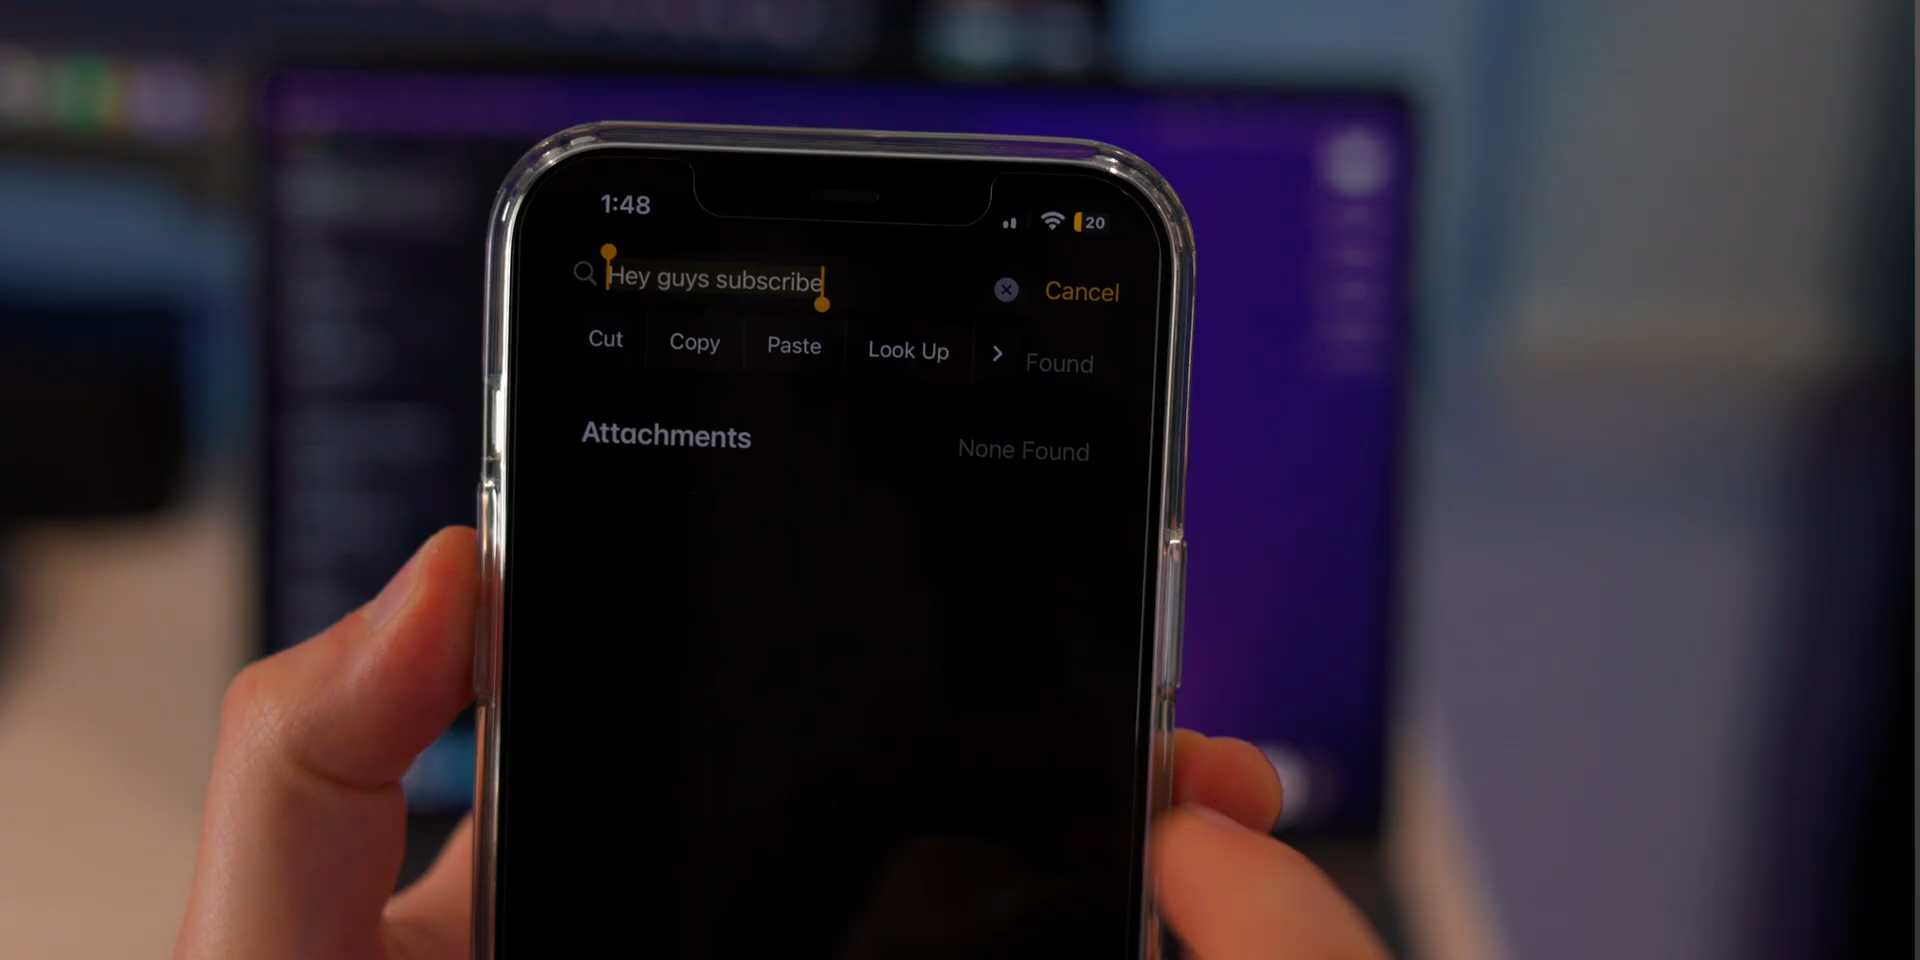 1:48
20
Hey guys subscribe
Cancel
Cut Copy Paste Look Up
Found
Attachments
None Found